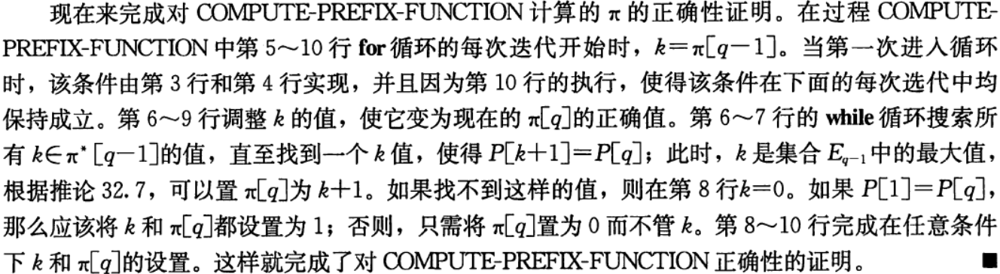 现在来完成对 COMPUTE-PREFIX-FUNCTION 计算的 π 的正确性证明。在过程 COMPUTE-
PREFIX-FUNCTION 中第 5～10 行 for 循环的每次迭代开始时，k=π[q-1]。当第一次进入循环
时，该条件由第 3 行和第 4 行实现，并且因为第 10 行的执行，使得该条件在下面的每次选代中均
保持成立。第 6～9 行调整 k 的值，使它变为现在的 π[q]的正确值。第 6～7 行的 while 循环搜索所
有 k∈π*[q-1]的值，直至找到一个 k 值，使得 P[k+1]=P[q]；此时，k 是集合 E_{q-1}中的最大值，
根据推论 32.7，可以置 π[q]为 k+1。如果找不到这样的值，则在第 8 行k=0。如果 P[1]=P[q]，
那么应该将 k 和 π[q]都设置为 1；否则，只需将 π[q]置为 0 而不管 k。第 8～10 行完成在任意条件
下 k 和 π[q]的设置。这样就完成了对 COMPUTE-PREFIX-FUNCTION 正确性的证明。 ■